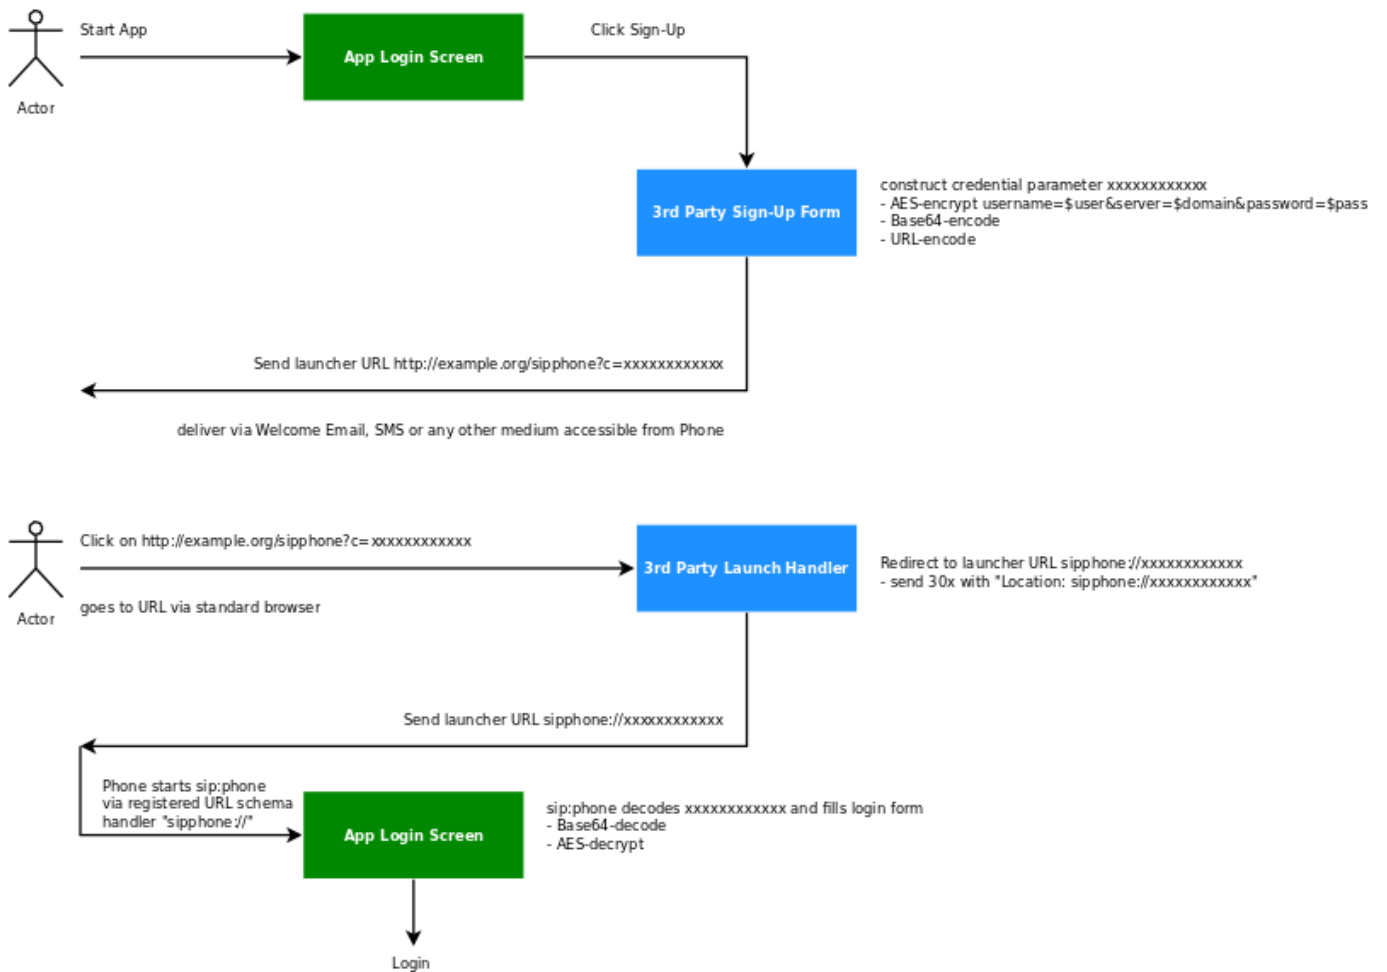 Start App
Click Sign-Up
App Login Screen
Actor
3rd Party Sign-Up Form
construct credential parameter xxxxxxxxxxxx
- AES-encrypt username=$user&server=$domain&password=$pass
- Base64-encode
- URL-encode
Send launcher URL http://example.org/sipphone?c=xxxxxxxxxxxx
deliver via Welcome Email, SMS or any other medium accessible from Phone
Click on http://example.org/sipphone?c=xxxxxxxxxxxx
goes to URL via standard browser
Actor
3rd Party Launch Handler
Redirect to launcher URL sipphone://xxxxxxxxxxxx
- send 30x with "Location: sipphone://xxxxxxxxxxxx"
Send launcher URL sipphone://xxxxxxxxxxxx
Phone starts sip:phone
via registered URL schema
handler "sipphone://"
App Login Screen
sip:phone decodes xxxxxxxxxxxx and fills login form
- Base64-decode
- AES-decrypt
Login